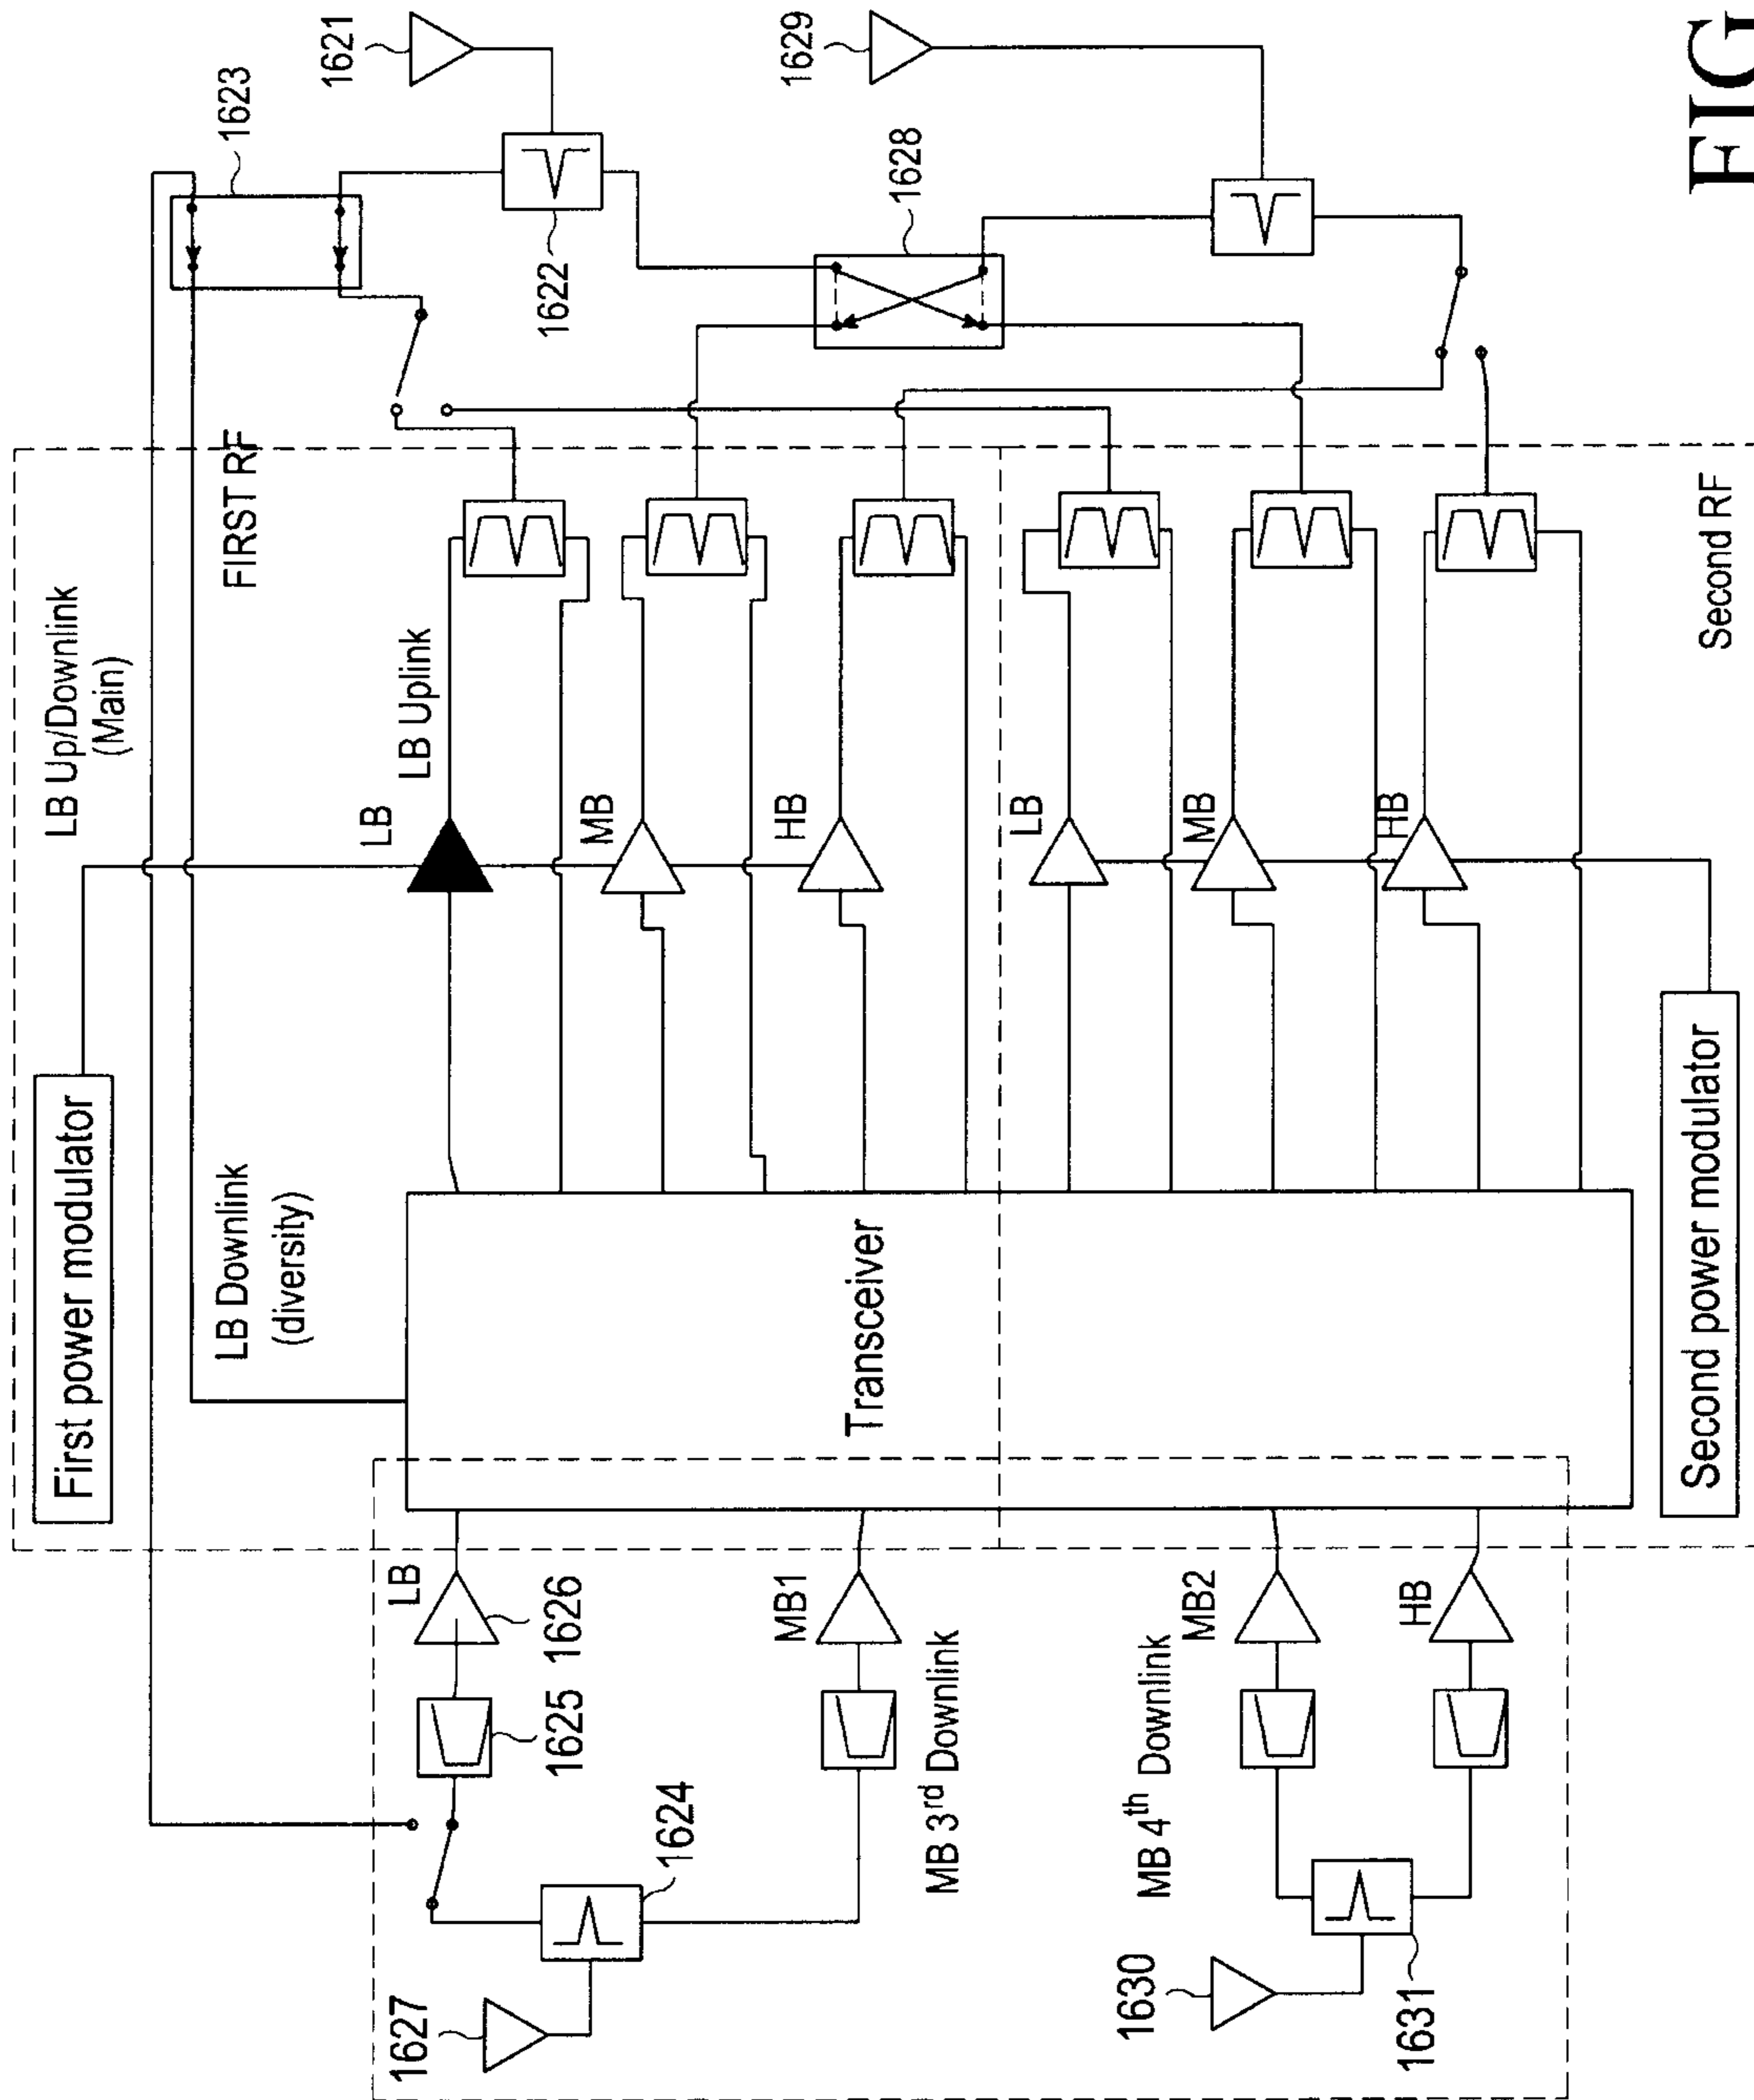 FIG
First power modulator
LB Up/Downlink
(Main)
LB Downlink
(diversity)
FIRST RF
1623
1621
1622
1629
1628
LB
LB Uplink
MB
HB
LB
MB
HB
Second RF
Transceiver
Second power modulator
LB
1626
1625
1624
1627
MB1
MB 3rd Downlink
MB2
MB 4th Downlink
HB
1630
1631